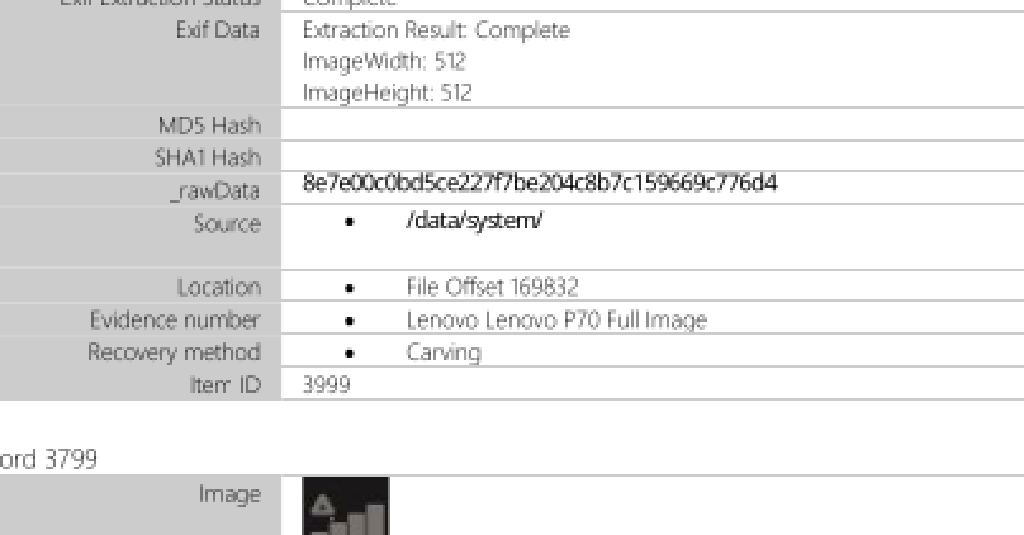 Exif Extraction Status Complete
Exif Data Extraction Result: Complete
ImageWidth: 512
ImageHeight: 512
MD5 Hash
SHA1 Hash
_rawData 8e7e00c0bd5ce227f7be204c8b7c159669c776d4
Source • /data/system/
Location • File Offset 169832
Evidence number • Lenovo Lenovo P70 Full Image
Recovery method • Carving
Item ID 3999
ord 3799
Image